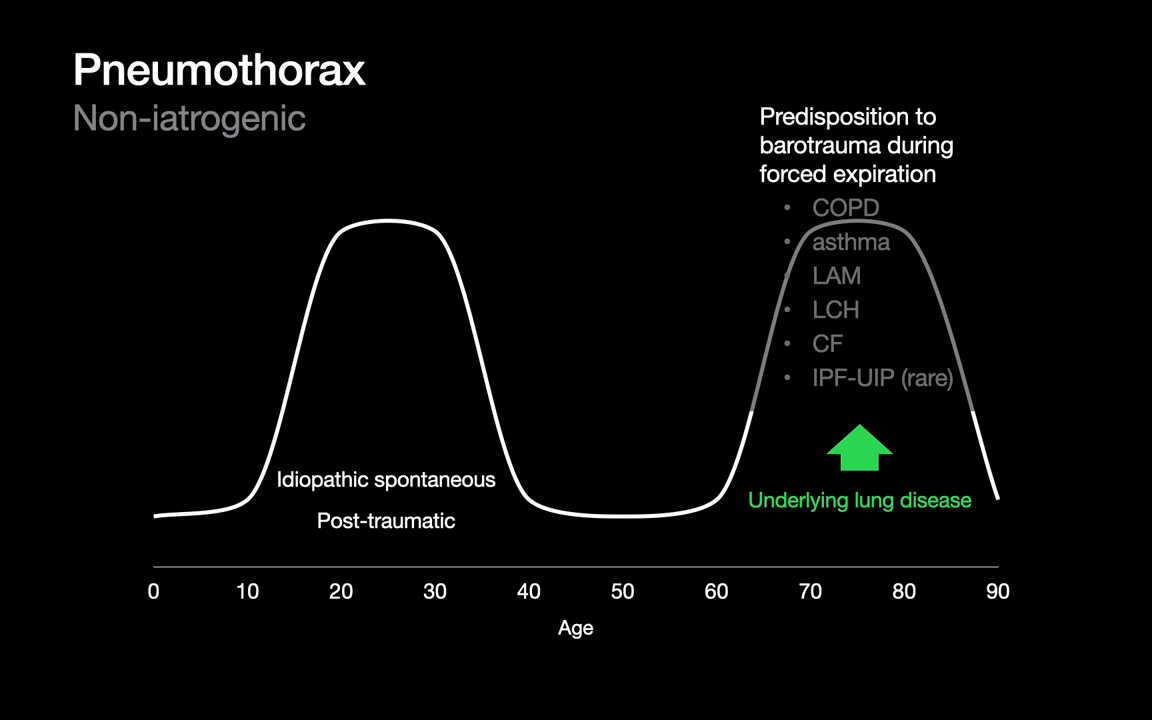 Pneumothorax
Non-iatrogenic
Predisposition to
barotrauma during
forced expiration
• COPD
• asthma
• LAM
• LCH
• CF
• IPF-UIP (rare)
Idiopathic spontaneous
Post-traumatic
Underlying lung disease
0 10 20 30 40 50 60 70 80 90
Age